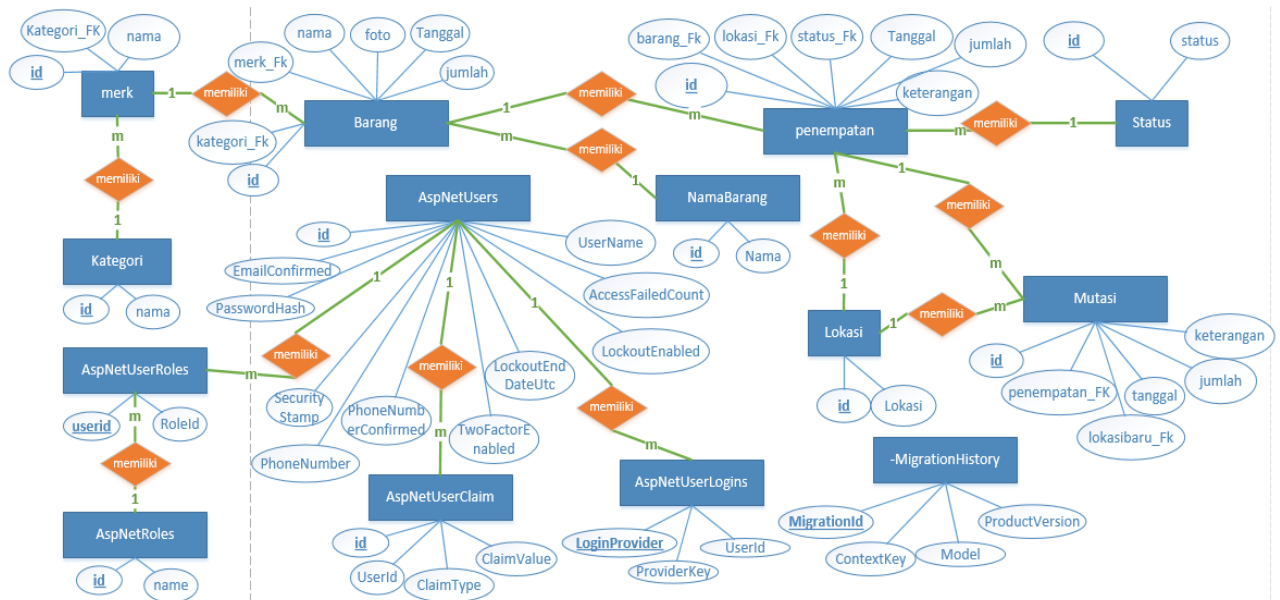 Kategori_FK
nama
id
merk
1
memiliki
m
merk_Fk
nama
foto
Tanggal
jumlah
Barang
kategori_Fk
id
m
memiliki
1
Kategori
id
nama
1
memiliki
m
m
memiliki
1
NamaBarang
id
Nama
barang_Fk
lokasi_Fk
status_Fk
Tanggal
jumlah
id
keterangan
penempatan
m
memiliki
1
Status
id
status
m
memiliki
1
Lokasi
id
Lokasi
1
memiliki
m
1
memiliki
m
Mutasi
id
penempatan_FK
lokasibaru_Fk
tanggal
jumlah
keterangan
AspNetUsers
id
EmailConfirmed
PasswordHash
Security
Stamp
PhoneNumber
PhoneNumb
erConfirmed
TwoFactorE
nabled
LockoutEnd
DateUtc
LockoutEnabled
AccessFailedCount
UserName
1
memiliki
m
AspNetUserRoles
userid
RoleId
m
memiliki
1
AspNetRoles
id
name
1
memiliki
m
AspNetUserClaim
id
UserId
ClaimType
ClaimValue
1
memiliki
m
AspNetUserLogins
LoginProvider
ProviderKey
UserId
-MigrationHistory
MigrationId
ContextKey
Model
ProductVersion